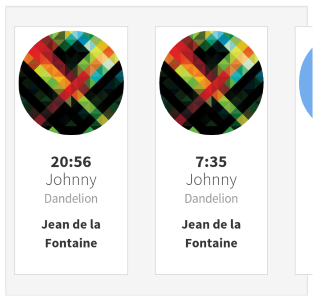 20:56
Johnny
Dandelion
Jean de la
Fontaine
7:35
Johnny
Dandelion
Jean de la
Fontaine